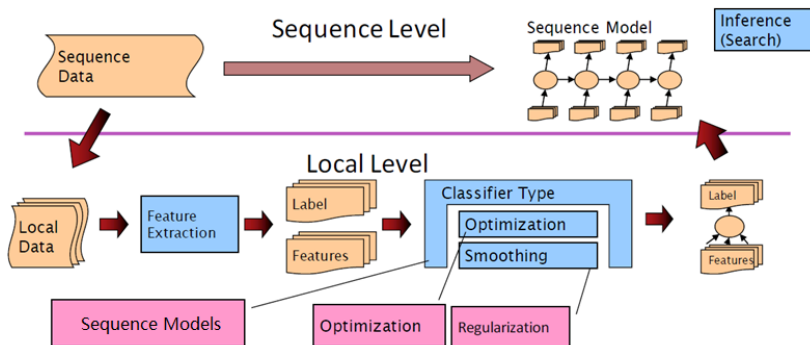 Sequence Level
Sequence Model
Inference
(Search)
Sequence
Data
Local Level
Local
Data
Feature
Extraction
Label
Features
Classifier Type
Optimization
Smoothing
Label
Features
Sequence Models
Optimization
Regularization